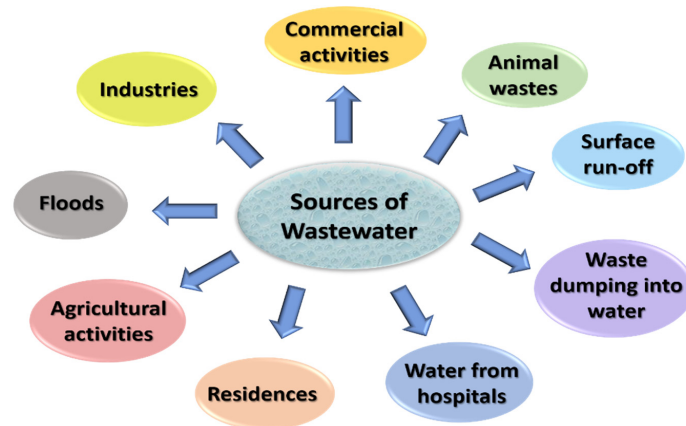 Commercial
activities
Animal
wastes
Industries
Surface
run-off
Floods
Sources of
Wastewater
Waste
dumping into
water
Agricultural
activities
Residences
Water from
hospitals